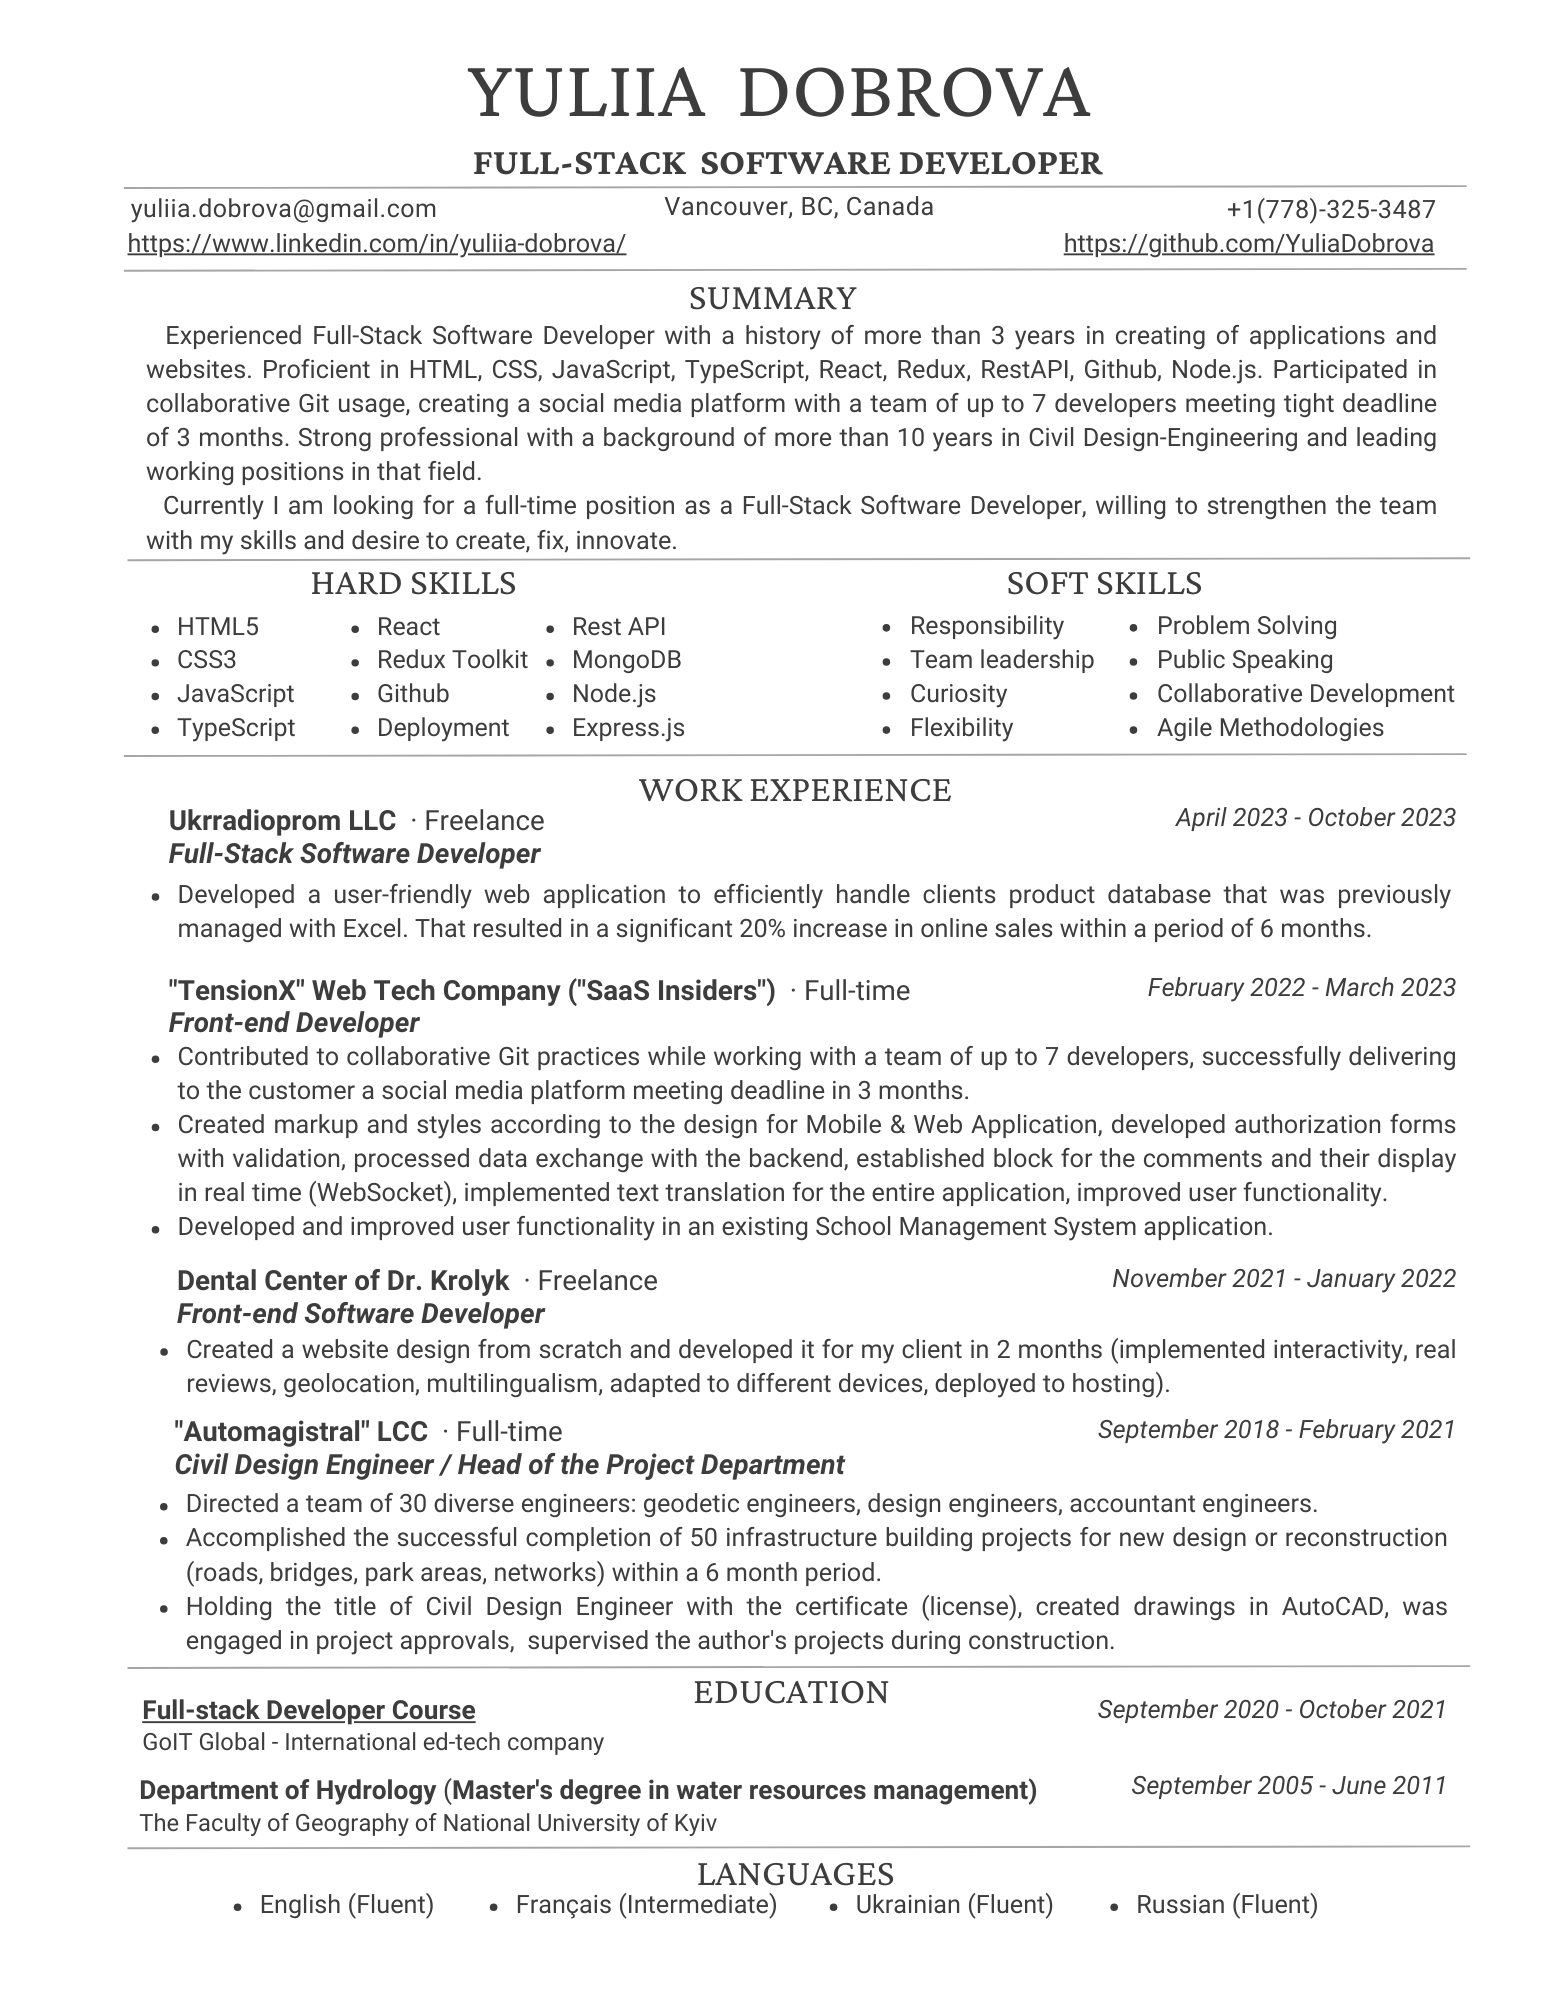 YULIIA DOBROVA
FULL-STACK SOFTWARE DEVELOPER
yuliia.dobrova@gmail.com
Vancouver, BC, Canada
+1(778)-325-3487
https://www.linkedin.com/in/yuliia-dobrova/
https://github.com/YuliaDobrova
SUMMARY
Experienced Full-Stack Software Developer with a history of more than 3 years in creating of applications and
websites. Proficient in HTML, CSS, JavaScript, TypeScript, React, Redux, RestAPI, Github, Node.js. Participated in
collaborative Git usage, creating a social media platform with a team of up to 7 developers meeting tight deadline
of 3 months. Strong professional with a background of more than 10 years in Civil Design-Engineering and leading
working positions in that field.
Currently I am looking for a full-time position as a Full-Stack Software Developer, willing to strengthen the team
with my skills and desire to create, fix, innovate.
HARD SKILLS
• HTML5
• CSS3
• JavaScript
• TypeScript
• React
• Redux Toolkit
• Github
• Deployment
• Rest API
• MongoDB
• Node.js
• Express.js
SOFT SKILLS
• Responsibility
• Team leadership
• Curiosity
• Flexibility
• Problem Solving
• Public Speaking
• Collaborative Development
• Agile Methodologies
WORK EXPERIENCE
Ukrradioprom LLC · Freelance
April 2023 - October 2023
Full-Stack Software Developer
• Developed a user-friendly web application to efficiently handle clients product database that was previously
managed with Excel. That resulted in a significant 20% increase in online sales within a period of 6 months.
"TensionX" Web Tech Company ("SaaS Insiders") · Full-time
February 2022 - March 2023
Front-end Developer
• Contributed to collaborative Git practices while working with a team of up to 7 developers, successfully delivering
to the customer a social media platform meeting deadline in 3 months.
• Created markup and styles according to the design for Mobile & Web Application, developed authorization forms
with validation, processed data exchange with the backend, established block for the comments and their display
in real time (WebSocket), implemented text translation for the entire application, improved user functionality.
• Developed and improved user functionality in an existing School Management System application.
Dental Center of Dr. Krolyk · Freelance
November 2021 - January 2022
Front-end Software Developer
• Created a website design from scratch and developed it for my client in 2 months (implemented interactivity, real
reviews, geolocation, multilingualism, adapted to different devices, deployed to hosting).
"Automagistral" LCC · Full-time
September 2018 - February 2021
Civil Design Engineer / Head of the Project Department
• Directed a team of 30 diverse engineers: geodetic engineers, design engineers, accountant engineers.
• Accomplished the successful completion of 50 infrastructure building projects for new design or reconstruction
(roads, bridges, park areas, networks) within a 6 month period.
• Holding the title of Civil Design Engineer with the certificate (license), created drawings in AutoCAD, was
engaged in project approvals, supervised the author's projects during construction.
EDUCATION
Full-stack Developer Course
September 2020 - October 2021
GoIT Global - International ed-tech company
Department of Hydrology (Master's degree in water resources management)
September 2005 - June 2011
The Faculty of Geography of National University of Kyiv
LANGUAGES
• English (Fluent) • Français (Intermediate) • Ukrainian (Fluent) • Russian (Fluent)